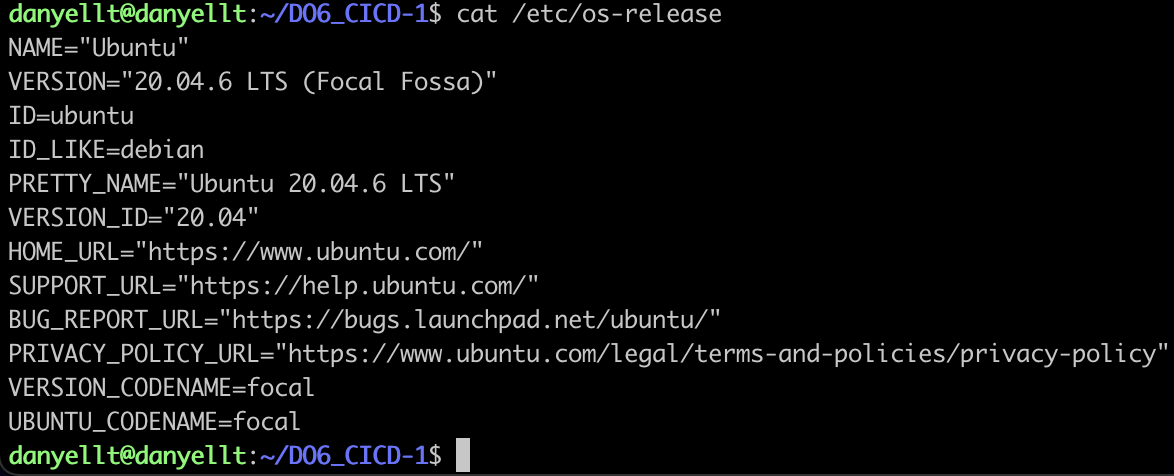 danyellt@danyellt:~/DO6_CICD-1$ cat /etc/os-release
NAME="Ubuntu"
VERSION="20.04.6 LTS (Focal Fossa)"
ID=ubuntu
ID_LIKE=debian
PRETTY_NAME="Ubuntu 20.04.6 LTS"
VERSION_ID="20.04"
HOME_URL="https://www.ubuntu.com/"
SUPPORT_URL="https://help.ubuntu.com/"
BUG_REPORT_URL="https://bugs.launchpad.net/ubuntu/"
PRIVACY_POLICY_URL="https://www.ubuntu.com/legal/terms-and-policies/privacy-policy"
VERSION_CODENAME=focal
UBUNTU_CODENAME=focal
danyellt@danyellt:~/DO6_CICD-1$